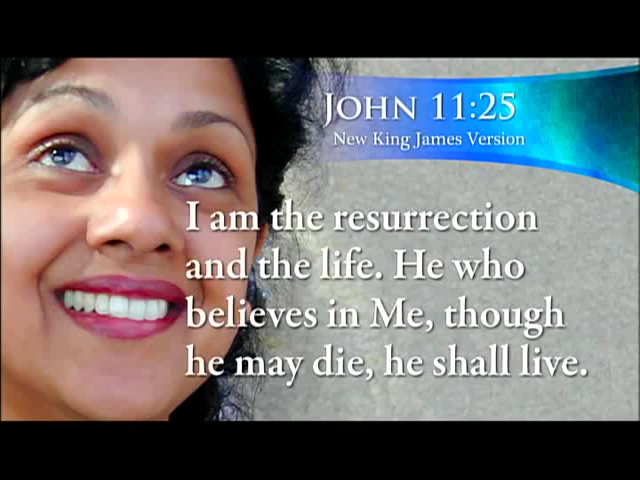 JOHN 11:25
New King James Version
I am the resurrection
and the life. He who
believes in Me, though
he may die, he shall live.